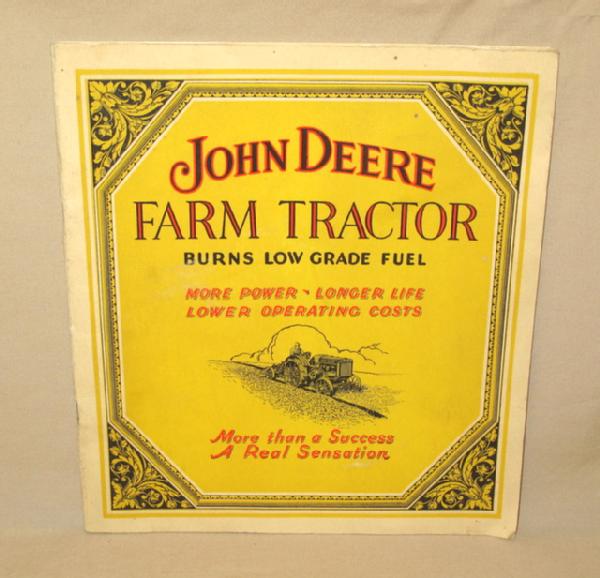 JOHN DEERE
FARM TRACTOR
BURNS LOW GRADE FUEL
MORE POWER - LONGER LIFE
LOWER OPERATING COSTS
More than a Success
A Real Sensation